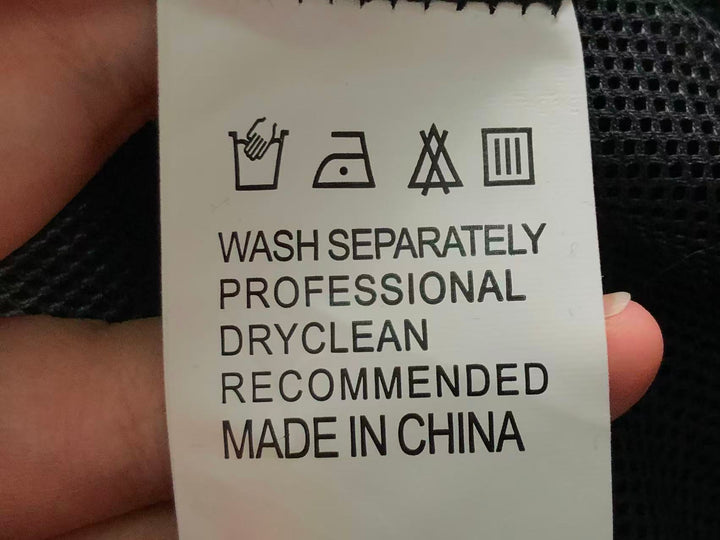 WASH SEPARATELY
PROFESSIONAL
DRYCLEAN
RECOMMENDED
MADE IN CHINA